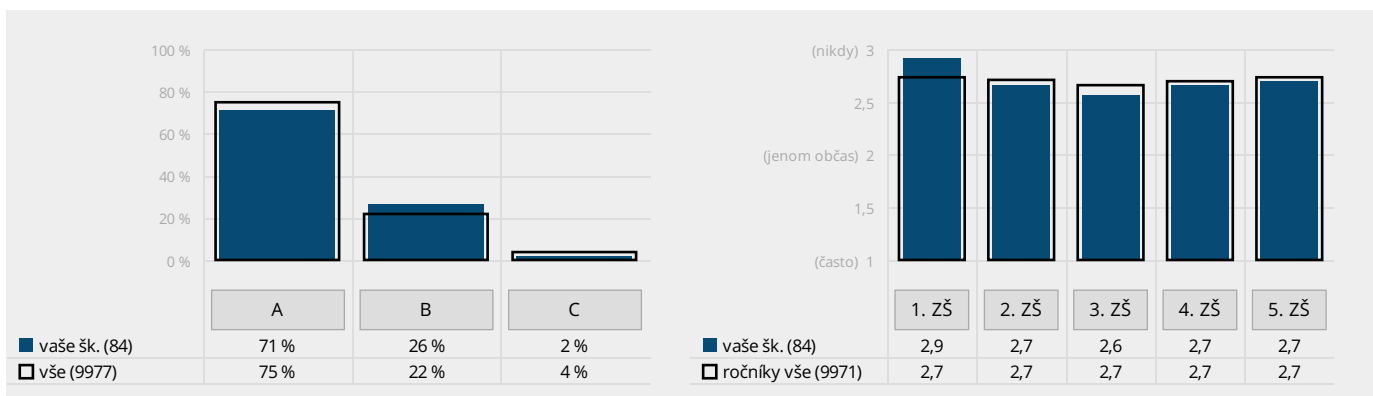 100 %
80 %
60 %
40 %
20 %
0 %
A B C
vaše šk. (84) 71 % 26 % 2 %
vše (9977) 75 % 22 % 4 %
(nikdy) 3
2,5
(jenom občas) 2
1,5
(často) 1
1. ZŠ 2. ZŠ 3. ZŠ 4. ZŠ 5. ZŠ
vaše šk. (84) 2,9 2,7 2,6 2,7 2,7
ročníky vše (9971) 2,7 2,7 2,7 2,7 2,7